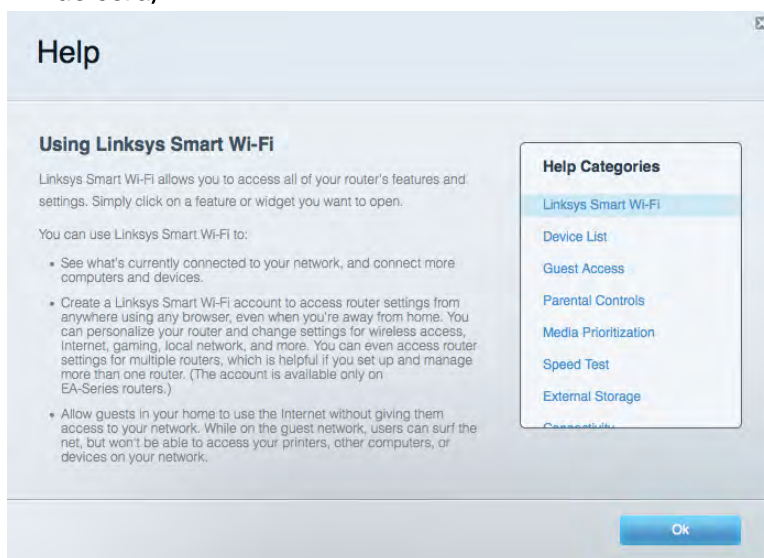 Help
Using Linksys Smart Wi-Fi
Linksys Smart Wi-Fi allows you to access all of your router's features and
settings. Simply click on a feature or widget you want to open.
You can use Linksys Smart Wi-Fi to:
• See what's currently connected to your network, and connect more
computers and devices.
• Create a Linksys Smart Wi-Fi account to access router settings from
anywhere using any browser, even when you're away from home. You
can personalize your router and change settings for wireless access,
Internet, gaming, local network, and more. You can even access router
settings for multiple routers, which is helpful if you set up and manage
more than one router. (The account is available only on
EA-Series routers.)
• Allow guests in your home to use the Internet without giving them
access to your network. While on the guest network, users can surf the
net, but won't be able to access your printers, other computers, or
devices on your network.
Help Categories
Linksys Smart Wi-Fi
Device List
Guest Access
Parental Controls
Media Prioritization
Speed Test
External Storage
Connectivity
Ok